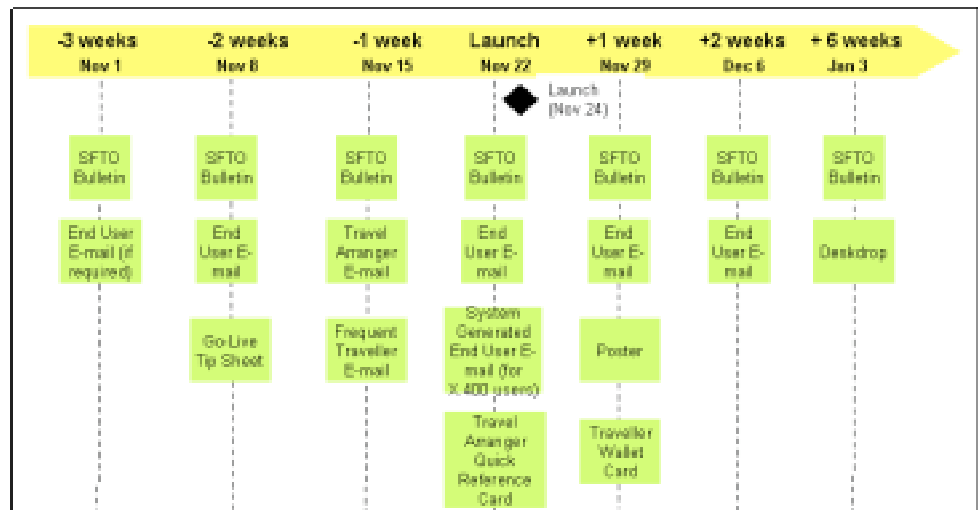 -3 weeks
Nov 1
-2 weeks
Nov 8
-1 week
Nov 15
Launch
Nov 22
+1 week
Nov 29
+2 weeks
Dec 6
+ 6 weeks
Jan 3
Launch
(Nov 24)
SFTO
Bulletin
SFTO
Bulletin
SFTO
Bulletin
SFTO
Bulletin
SFTO
Bulletin
SFTO
Bulletin
SFTO
Bulletin
End User
E-mail (if
required)
End
User E-
mail
Travel
Arranger
E-mail
End
User E-
mail
End
User E-
mail
End
User E-
mail
Deskdrop
Go-Live
Tip Sheet
Frequent
Traveller
E-mail
System
Generated
End User E-
mail (for
X.400 users)
Poster
Travel
Arranger
Quick
Reference
Card
Traveller
Wallet
Card